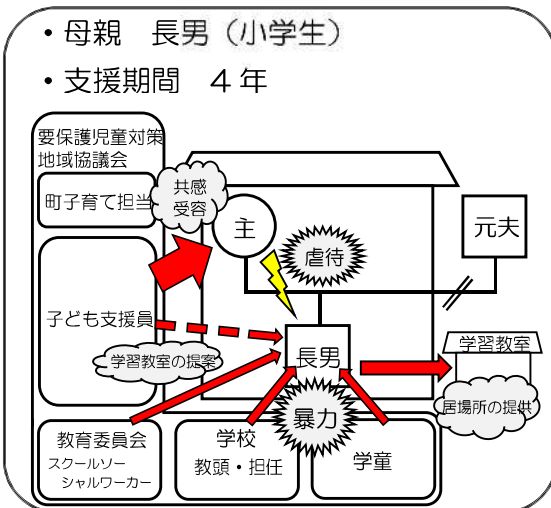 ・母親　長男（小学生）
・支援期間　４年
要保護児童対策
地域協議会
町子育て担当
共感
受容
主
虐待
元夫
子ども支援員
学習教室の提案
長男
学習教室
居場所の提供
暴力
教育委員会
スクールソー
シャルワーカー
学校
教頭・担任
学童